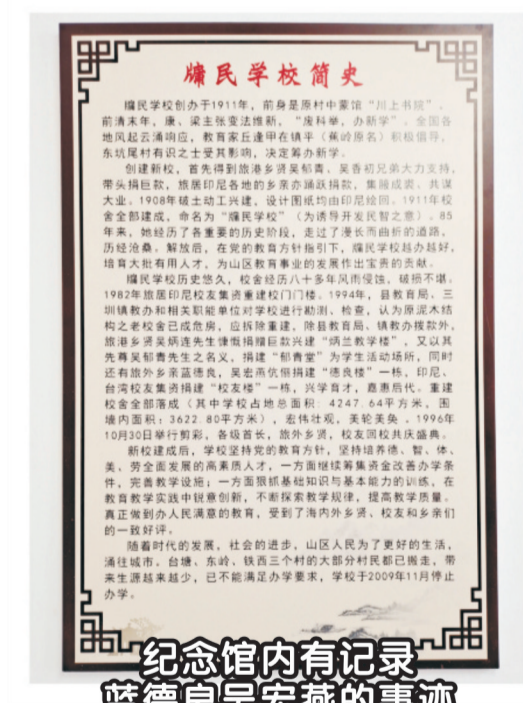 牗民学校简史
牗民学校创办于1911年，前身是原村中蒙馆“川上书院”。
前清末年，康、梁主张变法维新，“废科举，办新学”。全国各
地风起云涌响应，教育家丘逢甲在镇平（蕉岭原名）积极倡导，
东坑尾村有识之士受其影响，决定筹办新学。
创建新校，首先得到旅港乡贤吴郁青、吴香初兄弟大力支持，
带头捐巨款，旅居印尼各地的乡亲亦踊跃捐款，集腋成裘、共谋
大业。1908年破土动工兴建，设计图纸均由印尼绘回。1911年校
舍全部建成，命名为“牗民学校”（为诱导开发民智之意）。85
年来，她经历了各重要的历史阶段，走过了漫长而曲折的道路，
历经沧桑。解放后，在党的教育方针指引下，牗民学校越办越好，
培育大批有用人才，为山区教育事业的发展作出宝贵的贡献。
牗民学校历史悠久，校舍经历八十多年风雨侵蚀，破损不堪。
1982年旅居印尼校友集资重建校门门楼。1994年，县教育局，三
圳镇教办和相关职能单位对学校进行勘测、检查，认为原泥木结
构之老校舍已成危房，应拆除重建，除县教育局、镇教办拨款外，
旅港乡贤吴炳连先生慷慨捐赠巨款兴建“炳兰教学楼”，又以其
先尊吴郁青先生之名义，捐建“郁青堂”为学生活动场所，同时
还有旅外乡亲蓝德良，吴宏燕伉俪捐建“德良楼”一栋，印尼、
台湾校友集资捐建“校友楼”一栋，兴学育才，嘉惠后代。重建
校舍全部落成（其中学校占地总面积: 4247.64平方米，围
墙内面积: 3622.80平方米），宏伟壮观，美轮美奂。1996年
10月30日举行剪彩，各级首长，旅外乡贤，校友回校共庆盛典。
新校建成后，学校坚持党的教育方针，坚持培养德、智、体、
美、劳全面发展的高素质人才，一方面继续筹集资金改善办学条
件，完善教学设施；一方面狠抓基础知识与基本能力的训练，在
教育教学实践中锐意创新，不断探索教学规律，提高教学质量。
真正做到办人民满意的教育，受到了海内外乡贤、校友和乡亲们
的一致好评。
随着时代的发展，社会的进步，山区人民为了更好的生活，
涌往城市。台塘、东岭、铁西三个村的大部分村民都已搬走，带
来生源越来越少，已不能满足办学要求，学校于2009年11月停止
办学。
纪念馆内有记录
蓝德良吴宏燕的事迹